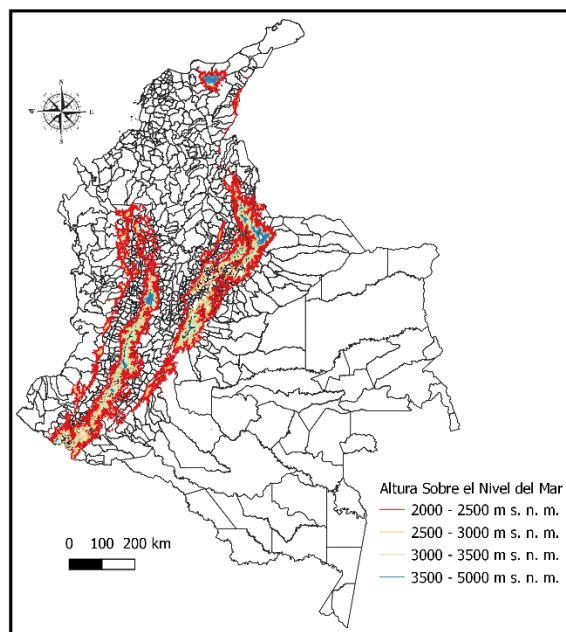 N
W E
S
Altura Sobre el Nivel del Mar
2000 - 2500 m s. n. m.
2500 - 3000 m s. n. m.
3000 - 3500 m s. n. m.
3500 - 5000 m s. n. m.
0 100 200 km